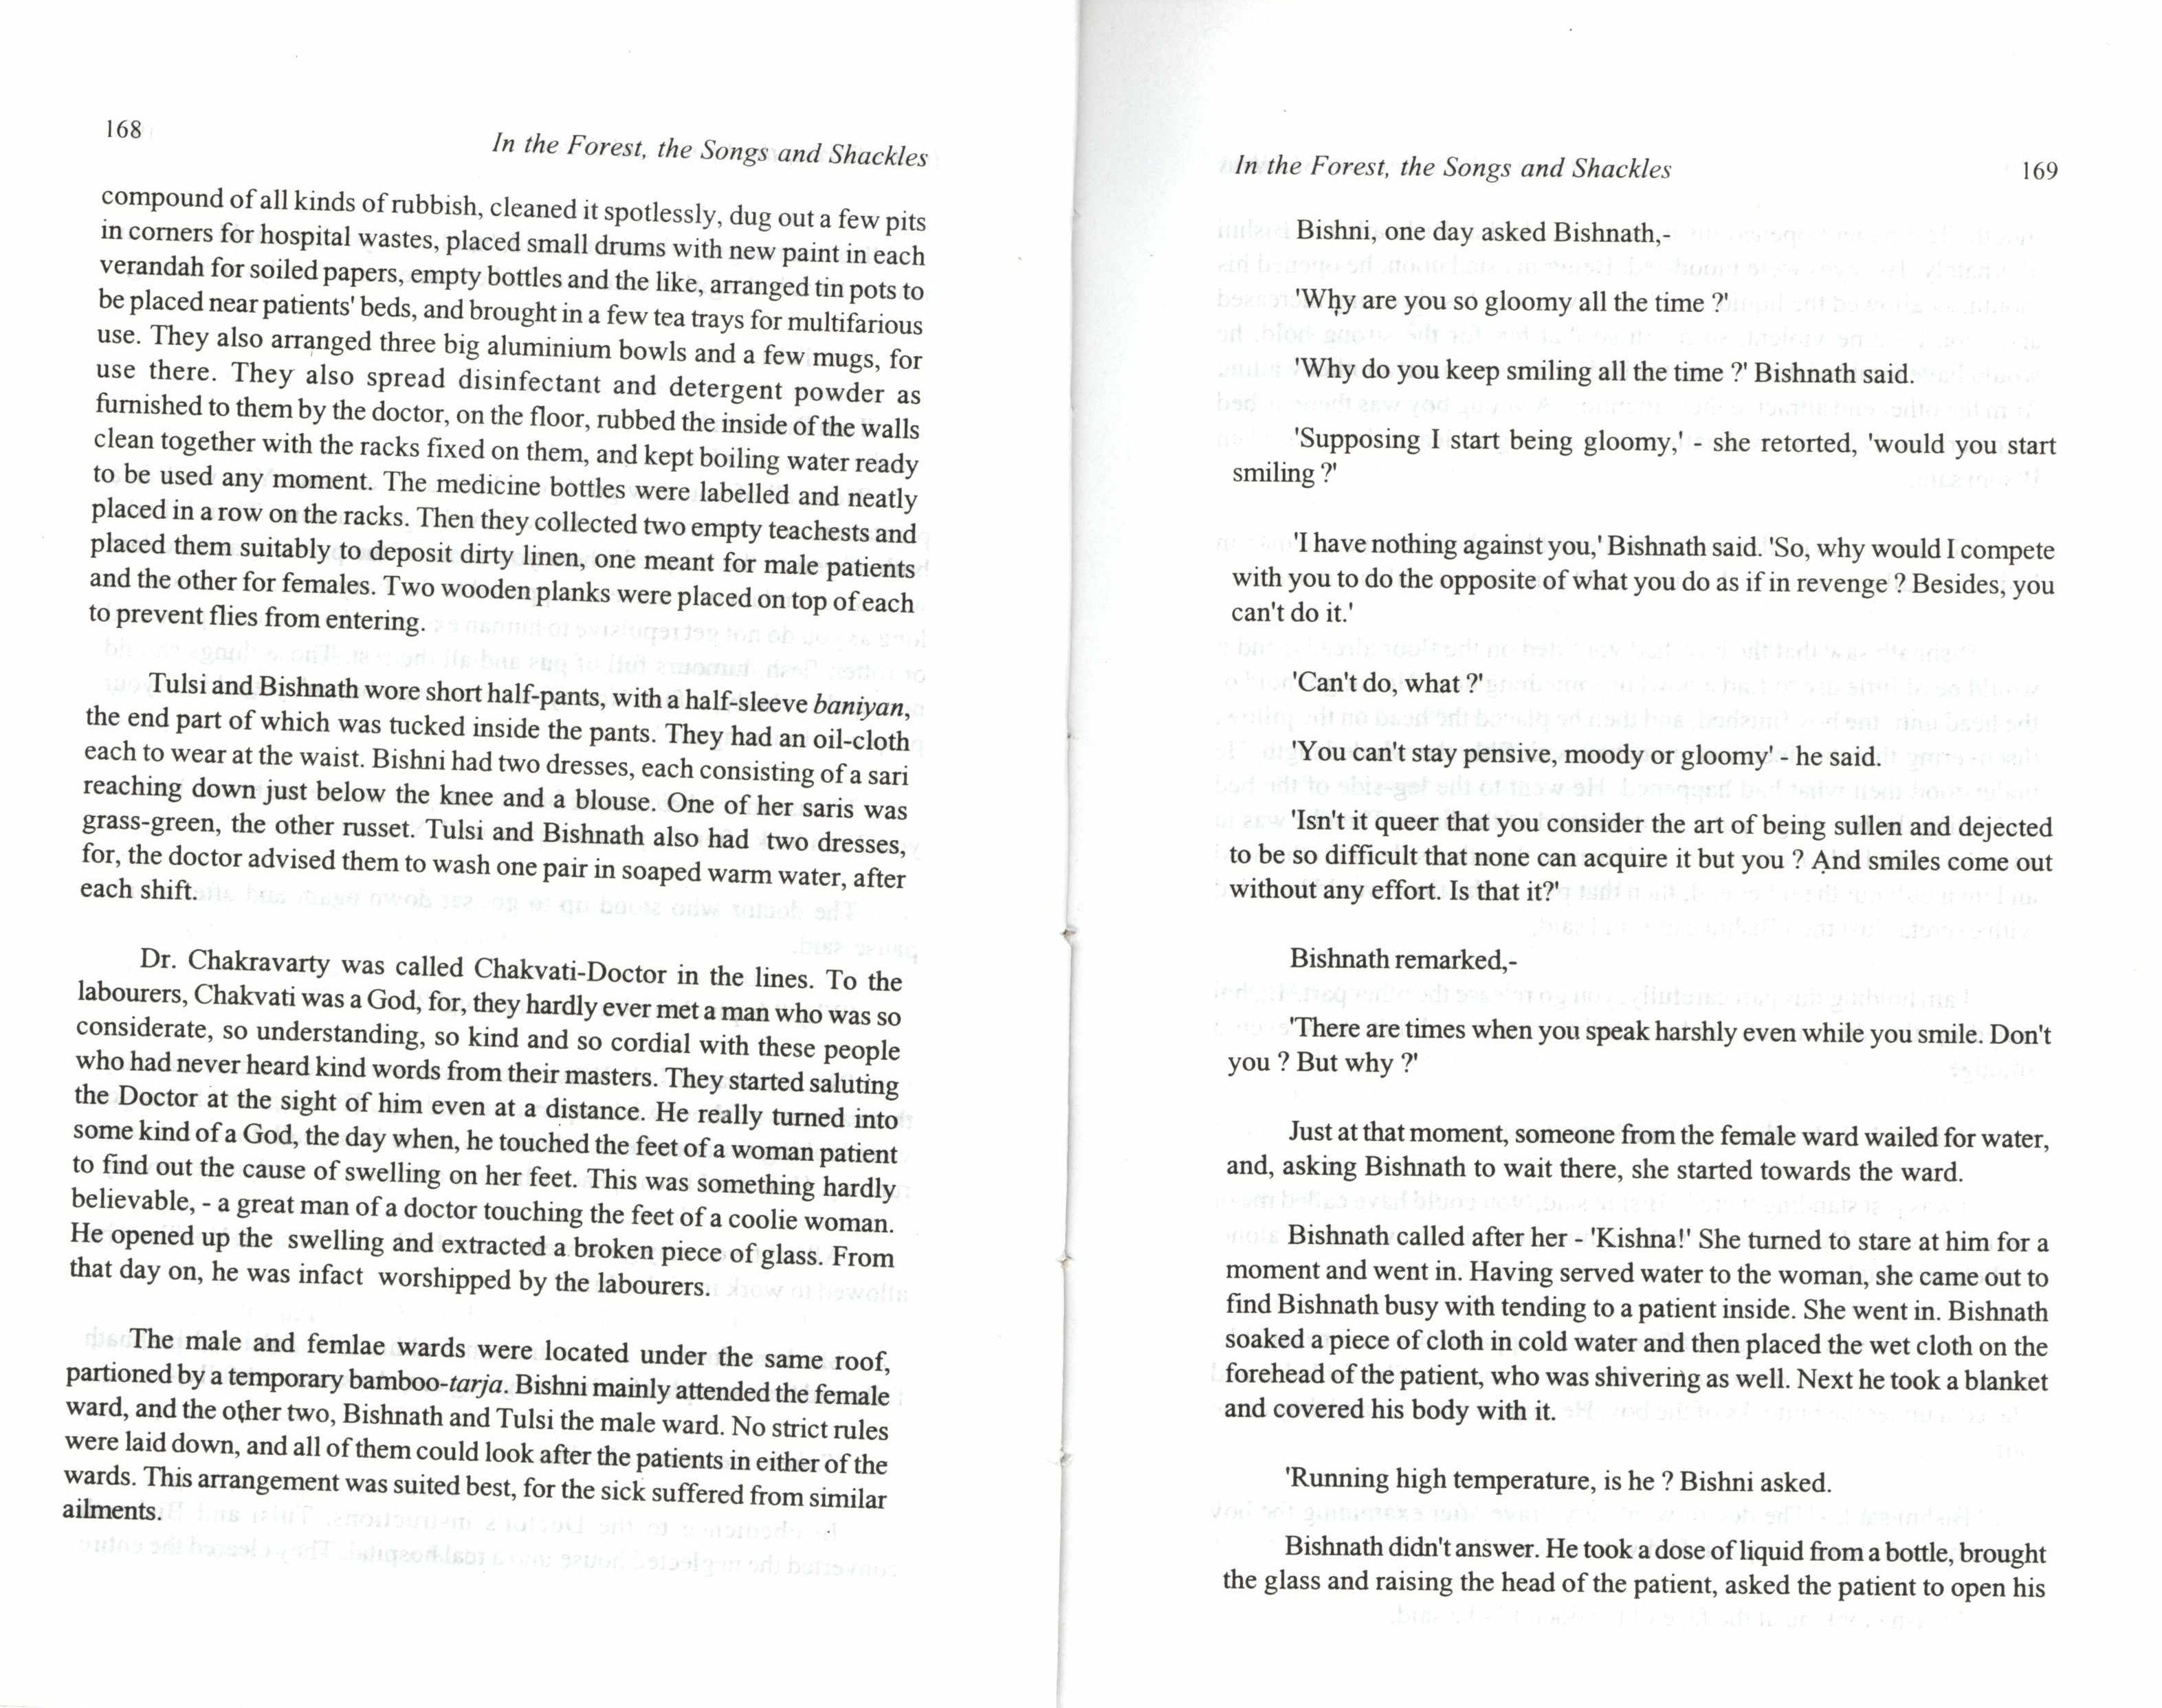 168
In the Forest, the Songs and Shackles
compound of all kinds of rubbish, cleaned it spotlessly, dug out a few pits
in corners for hospital wastes, placed small drums with new paint in each
verandah for soiled papers, empty bottles and the like, arranged tin pots to
be placed near patients' beds, and brought in a few tea trays for multifarious
use. They also arranged three big aluminium bowls and a few mugs, for
use there. They also spread disinfectant and detergent powder as
furnished to them by the doctor, on the floor, rubbed the inside of the walls
clean together with the racks fixed on them, and kept boiling water ready
to be used any moment. The medicine bottles were labelled and neatly
placed in a row on the racks. Then they collected two empty teachests and
placed them suitably to deposit dirty linen, one meant for male patients
and the other for females. Two wooden planks were placed on top of each
to prevent flies from entering.
Tulsi and Bishnath wore short half-pants, with a half-sleeve baniyan,
the end part of which was tucked inside the pants. They had an oil-cloth
each to wear at the waist. Bishni had two dresses, each consisting of a sari
reaching down just below the knee and a blouse. One of her saris was
grass-green, the other russet. Tulsi and Bishnath also had two dresses,
for, the doctor advised them to wash one pair in soaped warm water, after
each shift.
Dr. Chakravarty was called Chakvati-Doctor in the lines. To the
labourers, Chakvati was a God, for, they hardly ever met a man who was so
considerate, so understanding, so kind and so cordial with these people
who had never heard kind words from their masters. They started saluting
the Doctor at the sight of him even at a distance. He really turned into
some kind of a God, the day when, he touched the feet of a woman patient
to find out the cause of swelling on her feet. This was something hardly
believable, - a great man of a doctor touching the feet of a coolie woman.
He opened up the swelling and extracted a broken piece of glass. From
that day on, he was infact worshipped by the labourers.
The male and femlae wards were located under the same roof,
partioned by a temporary bamboo-tarja. Bishni mainly attended the female
ward, and the other two, Bishnath and Tulsi the male ward. No strict rules
were laid down, and all of them could look after the patients in either of the
wards. This arrangement was suited best, for the sick suffered from similar
ailments.
In the Forest, the Songs and Shackles
169
Bishni, one day asked Bishnath,-
'Why are you so gloomy all the time ?'
'Why do you keep smiling all the time ?' Bishnath said.
'Supposing I start being gloomy,' - she retorted, 'would you start
smiling ?'
'I have nothing against you,' Bishnath said. 'So, why would I compete
with you to do the opposite of what you do as if in revenge ? Besides, you
can't do it.'
'Can't do, what ?'
'You can't stay pensive, moody or gloomy' - he said.
'Isn't it queer that you consider the art of being sullen and dejected
to be so difficult that none can acquire it but you ? And smiles come out
without any effort. Is that it?'
Bishnath remarked,-
'There are times when you speak harshly even while you smile. Don't
you ? But why ?'
Just at that moment, someone from the female ward wailed for water,
and, asking Bishnath to wait there, she started towards the ward.
Bishnath called after her - 'Kishna!' She turned to stare at him for a
moment and went in. Having served water to the woman, she came out to
find Bishnath busy with tending to a patient inside. She went in. Bishnath
soaked a piece of cloth in cold water and then placed the wet cloth on the
forehead of the patient, who was shivering as well. Next he took a blanket
and covered his body with it.
'Running high temperature, is he ? Bishni asked.
Bishnath didn't answer. He took a dose of liquid from a bottle, brought
the glass and raising the head of the patient, asked the patient to open his